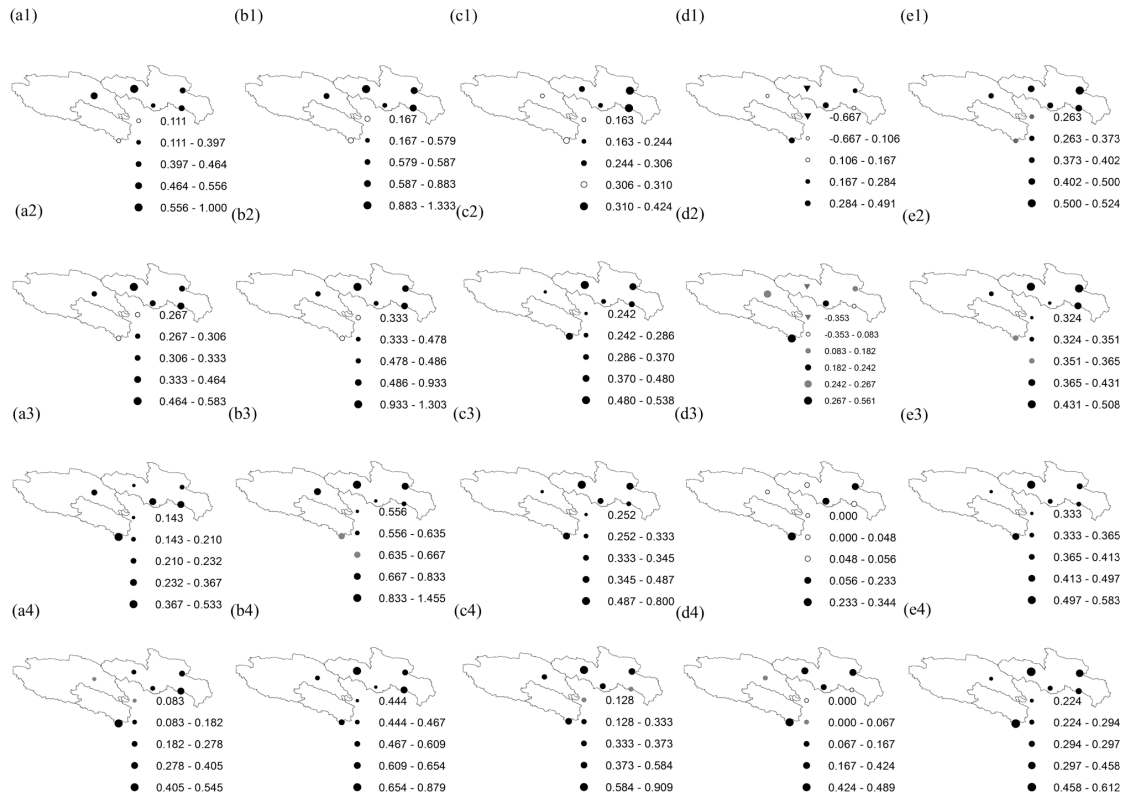 (a1) (b1) (c1) (d1) (e1)
0.111 0.167 0.163 -0.667 0.263
0.111 - 0.397 0.167 - 0.579 0.163 - 0.244 -0.667 - 0.106 0.263 - 0.373
0.397 - 0.464 0.579 - 0.587 0.244 - 0.306 0.106 - 0.167 0.373 - 0.402
0.464 - 0.556 0.587 - 0.883 0.306 - 0.310 0.167 - 0.284 0.402 - 0.500
0.556 - 1.000 0.883 - 1.333 0.310 - 0.424 0.284 - 0.491 0.500 - 0.524
(a2) (b2) (c2) (d2) (e2)
0.267 0.333 0.242 -0.353 0.324
0.267 - 0.306 0.333 - 0.478 0.242 - 0.286 -0.353 - 0.083 0.324 - 0.351
0.306 - 0.333 0.478 - 0.486 0.286 - 0.370 0.083 - 0.182 0.351 - 0.365
0.333 - 0.464 0.486 - 0.933 0.370 - 0.480 0.182 - 0.242 0.365 - 0.431
0.464 - 0.583 0.933 - 1.303 0.480 - 0.538 0.242 - 0.267 0.431 - 0.508
0.267 - 0.561
(a3) (b3) (c3) (d3) (e3)
0.143 0.556 0.252 0.000 0.333
0.143 - 0.210 0.556 - 0.635 0.252 - 0.333 0.000 - 0.048 0.333 - 0.365
0.210 - 0.232 0.635 - 0.667 0.333 - 0.345 0.048 - 0.056 0.365 - 0.413
0.232 - 0.367 0.667 - 0.833 0.345 - 0.487 0.056 - 0.233 0.413 - 0.497
0.367 - 0.533 0.833 - 1.455 0.487 - 0.800 0.233 - 0.344 0.497 - 0.583
(a4) (b4) (c4) (d4) (e4)
0.083 0.444 0.128 0.000 0.224
0.083 - 0.182 0.444 - 0.467 0.128 - 0.333 0.000 - 0.067 0.224 - 0.294
0.182 - 0.278 0.467 - 0.609 0.333 - 0.373 0.067 - 0.167 0.294 - 0.297
0.278 - 0.405 0.609 - 0.654 0.373 - 0.584 0.167 - 0.424 0.297 - 0.458
0.405 - 0.545 0.654 - 0.879 0.584 - 0.909 0.424 - 0.489 0.458 - 0.612